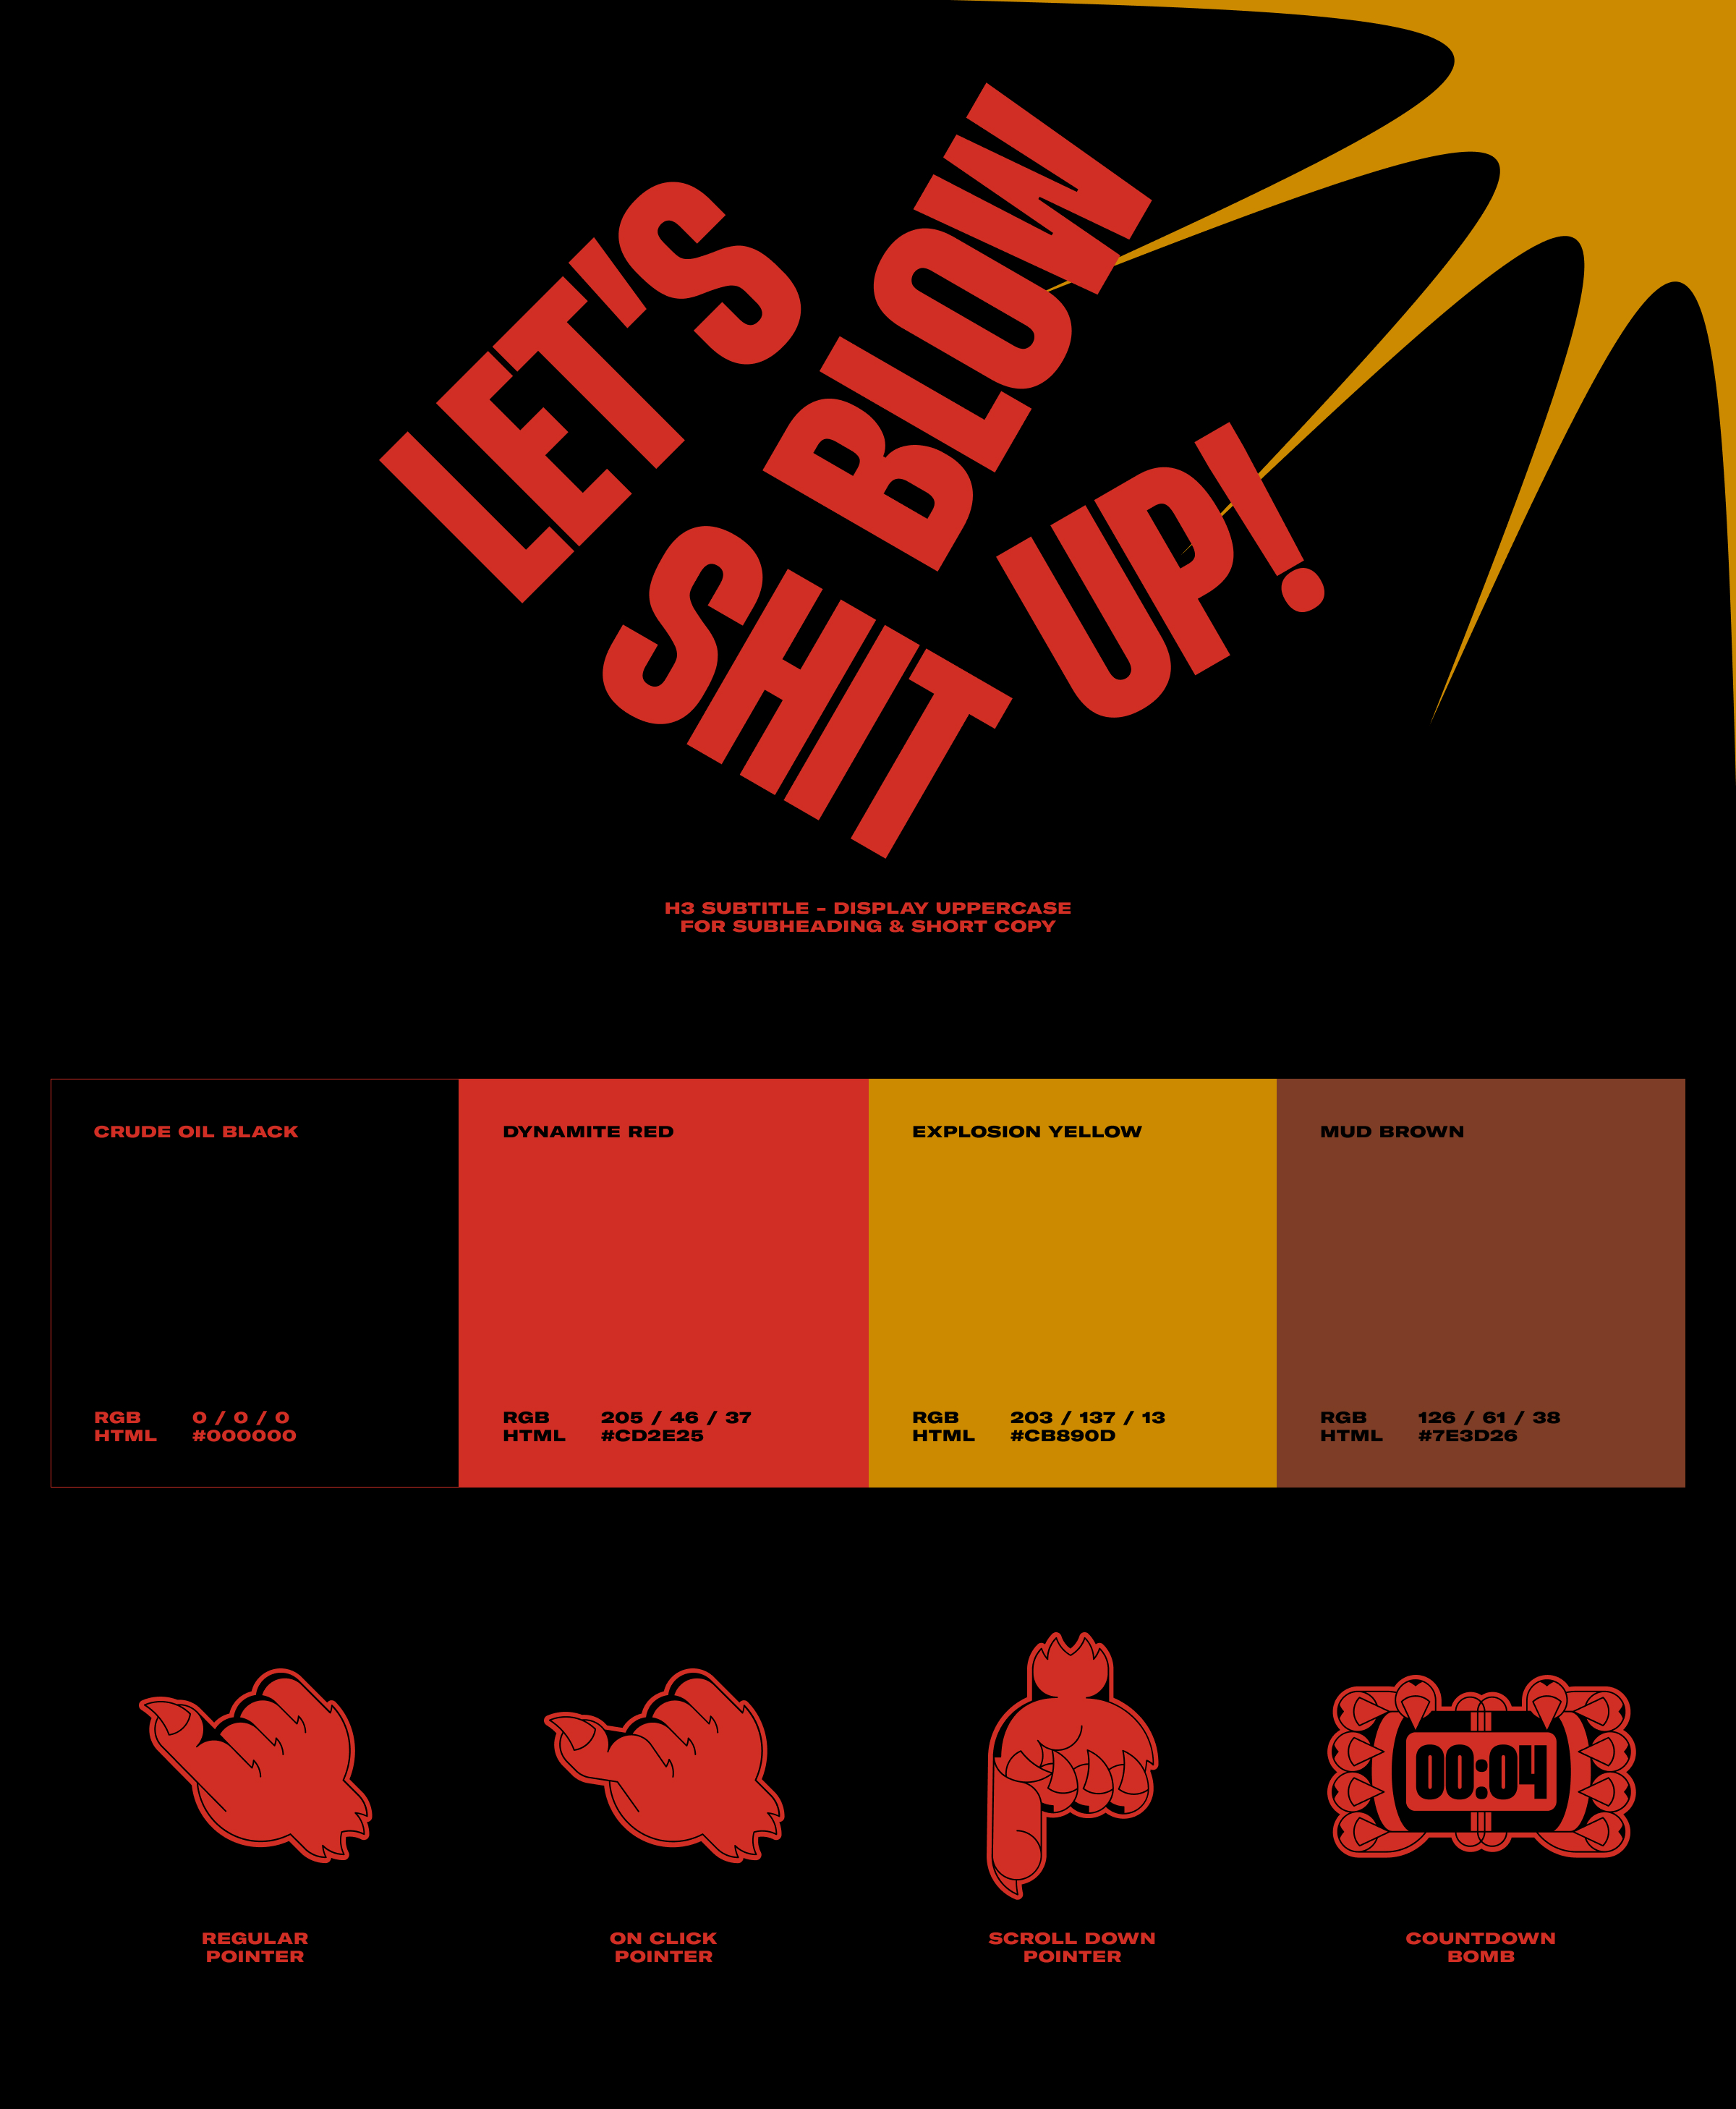 LET'S
BLOW
SHIT
UP!
H3 SUBTITLE – DISPLAY UPPERCASE
FOR SUBHEADING & SHORT COPY
CRUDE OIL BLACK
RGB 0 / 0 / 0
HTML #000000
DYNAMITE RED
RGB 205 / 46 / 37
HTML #CD2E25
EXPLOSION YELLOW
RGB 203 / 137 / 13
HTML #CB890D
MUD BROWN
RGB 126 / 61 / 38
HTML #7E3D26
00:04
REGULAR
POINTER
ON CLICK
POINTER
SCROLL DOWN
POINTER
COUNTDOWN
BOMB